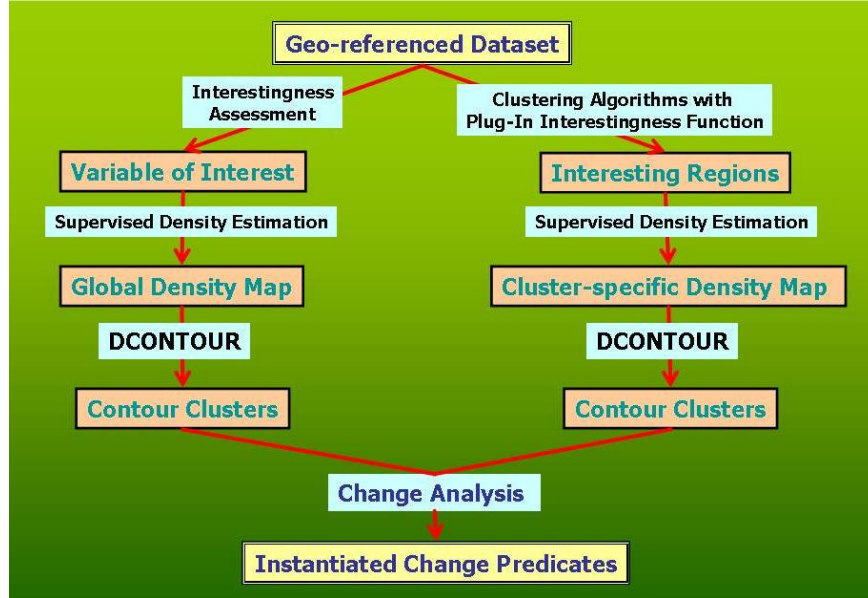 Geo-referenced Dataset
Interestingness
Assessment
Clustering Algorithms with
Plug-In Interestingness Function
Variable of Interest
Interesting Regions
Supervised Density Estimation
Supervised Density Estimation
Global Density Map
Cluster-specific Density Map
DCONTOUR
DCONTOUR
Contour Clusters
Contour Clusters
Change Analysis
Instantiated Change Predicates